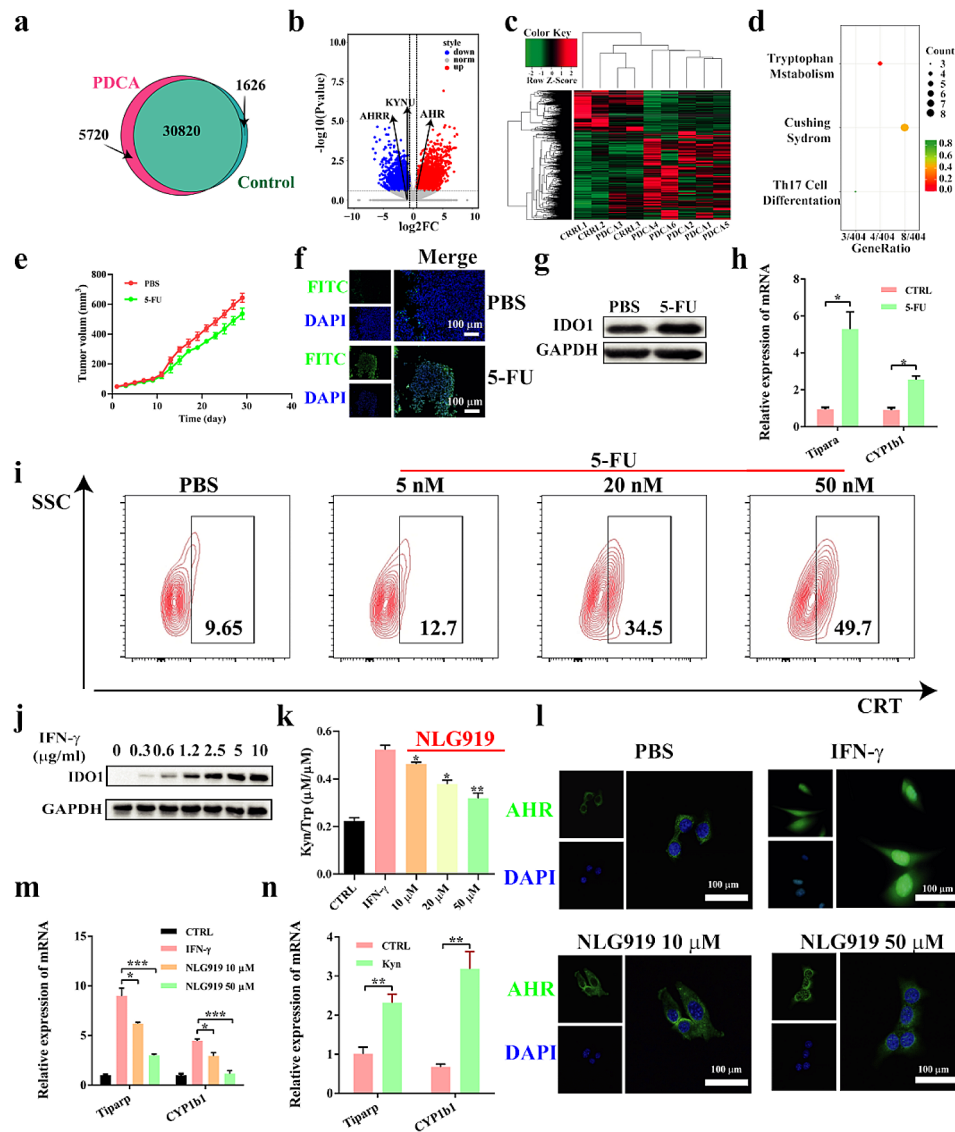 a
PDCA
1626
5720
30820
Control
b
style
down
norm
up
KYNU
AHRR
AHR
-log10(Pvalue)
10.0
7.5
5.0
2.5
0.0
−10 −5 0 5 10
log2FC
c
Color Key
-2 -1 0 1 2
Row Z-Score
CRRL1 CRRL2 PDCA3 CRRL3 PDCA4 PDCA6 PDCA2 PDCA1 PDCA5
d
Tryptophan
Mstabolism
Cushing
Sydrom
Th17 Cell
Differentation
Count
3
4
5
6
7
8
0.8
0.6
0.4
0.2
0.0
3/404 4/404 8/404
GeneRatio
e
PBS
5-FU
Tumor volum (mm³)
800
600
400
200
0
0 10 20 30 40
Time (day)
f
Merge
FITC
DAPI
PBS
100 µm
FITC
DAPI
5-FU
100 µm
g
PBS 5-FU
IDO1
GAPDH
h
CTRL
5-FU
Relative expression of mRNA
8
6
4
2
0
*
*
Tipara
CYP1b1
i
5-FU
SSC
PBS 5 nM 20 nM 50 nM
9.65 12.7 34.5 49.7
CRT
j
IFN-γ
(µg/ml)
0 0.3 0.6 1.2 2.5 5 10
IDO1
GAPDH
k
NLG919
Kyn/Trp (µM/µM)
0.6
0.4
0.2
0.0
* * **
CTRL IFN-γ 10 µM 20 µM 50 µM
l
PBS IFN-γ
AHR
DAPI
100 µm 100 µm
NLG919 10 µM NLG919 50 µM
AHR
DAPI
100 µm 100 µm
m
CTRL
IFN-γ
NLG919 10 µM
NLG919 50 µM
Relative expression of mRNA
15
10
5
0
***
*
***
*
Tiparp
CYP1b1
n
CTRL
Kyn
Relative expression of mRNA
4
3
2
1
0
**
**
Tiparp
CYP1b1